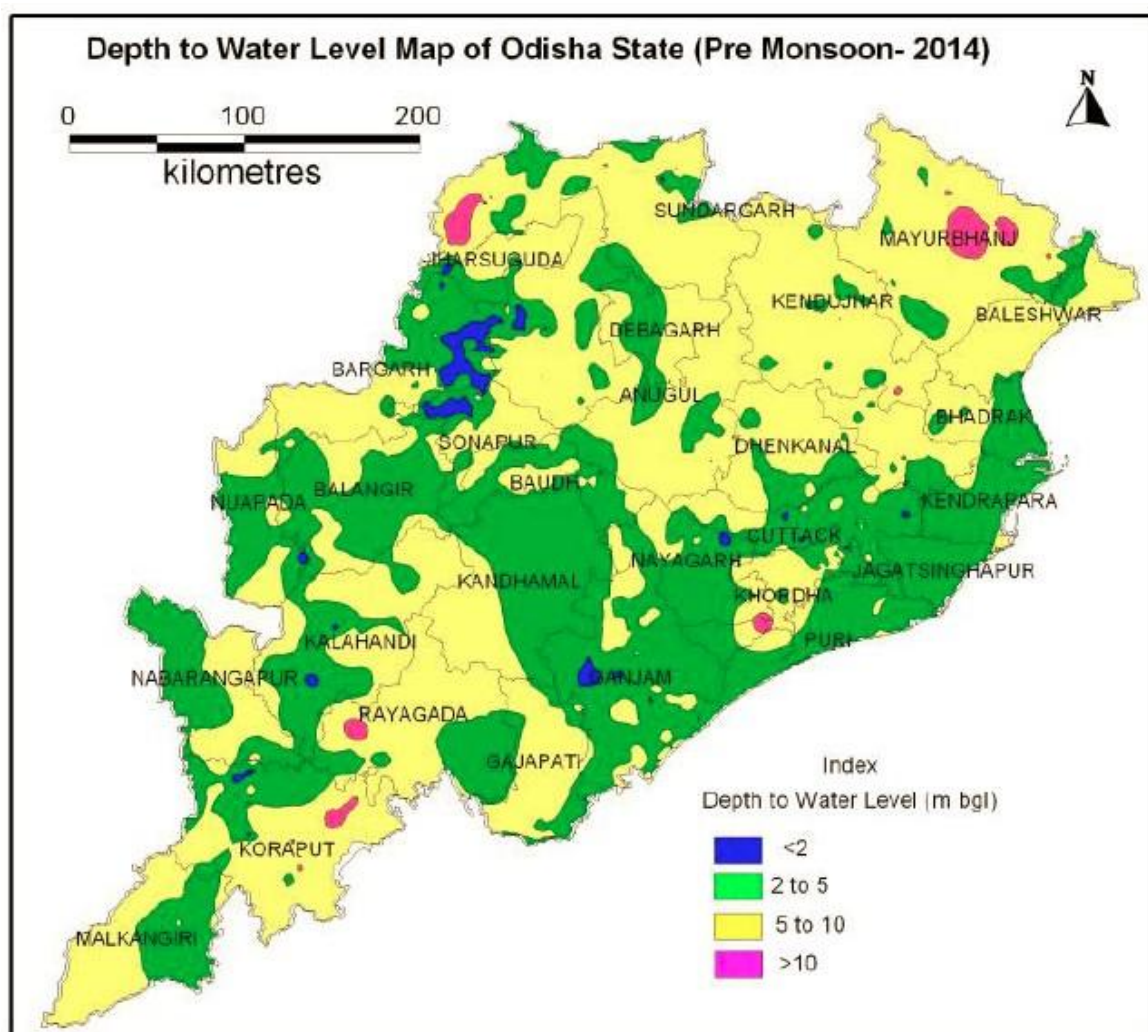 Depth to Water Level Map of Odisha State (Pre Monsoon- 2014)
N
0 100 200
kilometres
SUNDARGARH
MAYURBHANJ
JHARSUGUDA
KENDUJHAR
BALESHWAR
DEBAGARH
BARGARH
ANUGUL
BHADRAK
SONAPUR
DHENKANAL
BAUDH
BALANGIR
NUAPADA
KENDRAPARA
CUTTACK
NAYAGARH
JAGATSINGHAPUR
KANDHAMAL
KHORDHA
KALAHANDI
PURI
NABARANGAPUR
GANJAM
RAYAGADA
GAJAPATI
KORAPUT
MALKANGIRI
Index
Depth to Water Level (m bgl)
<2
2 to 5
5 to 10
>10